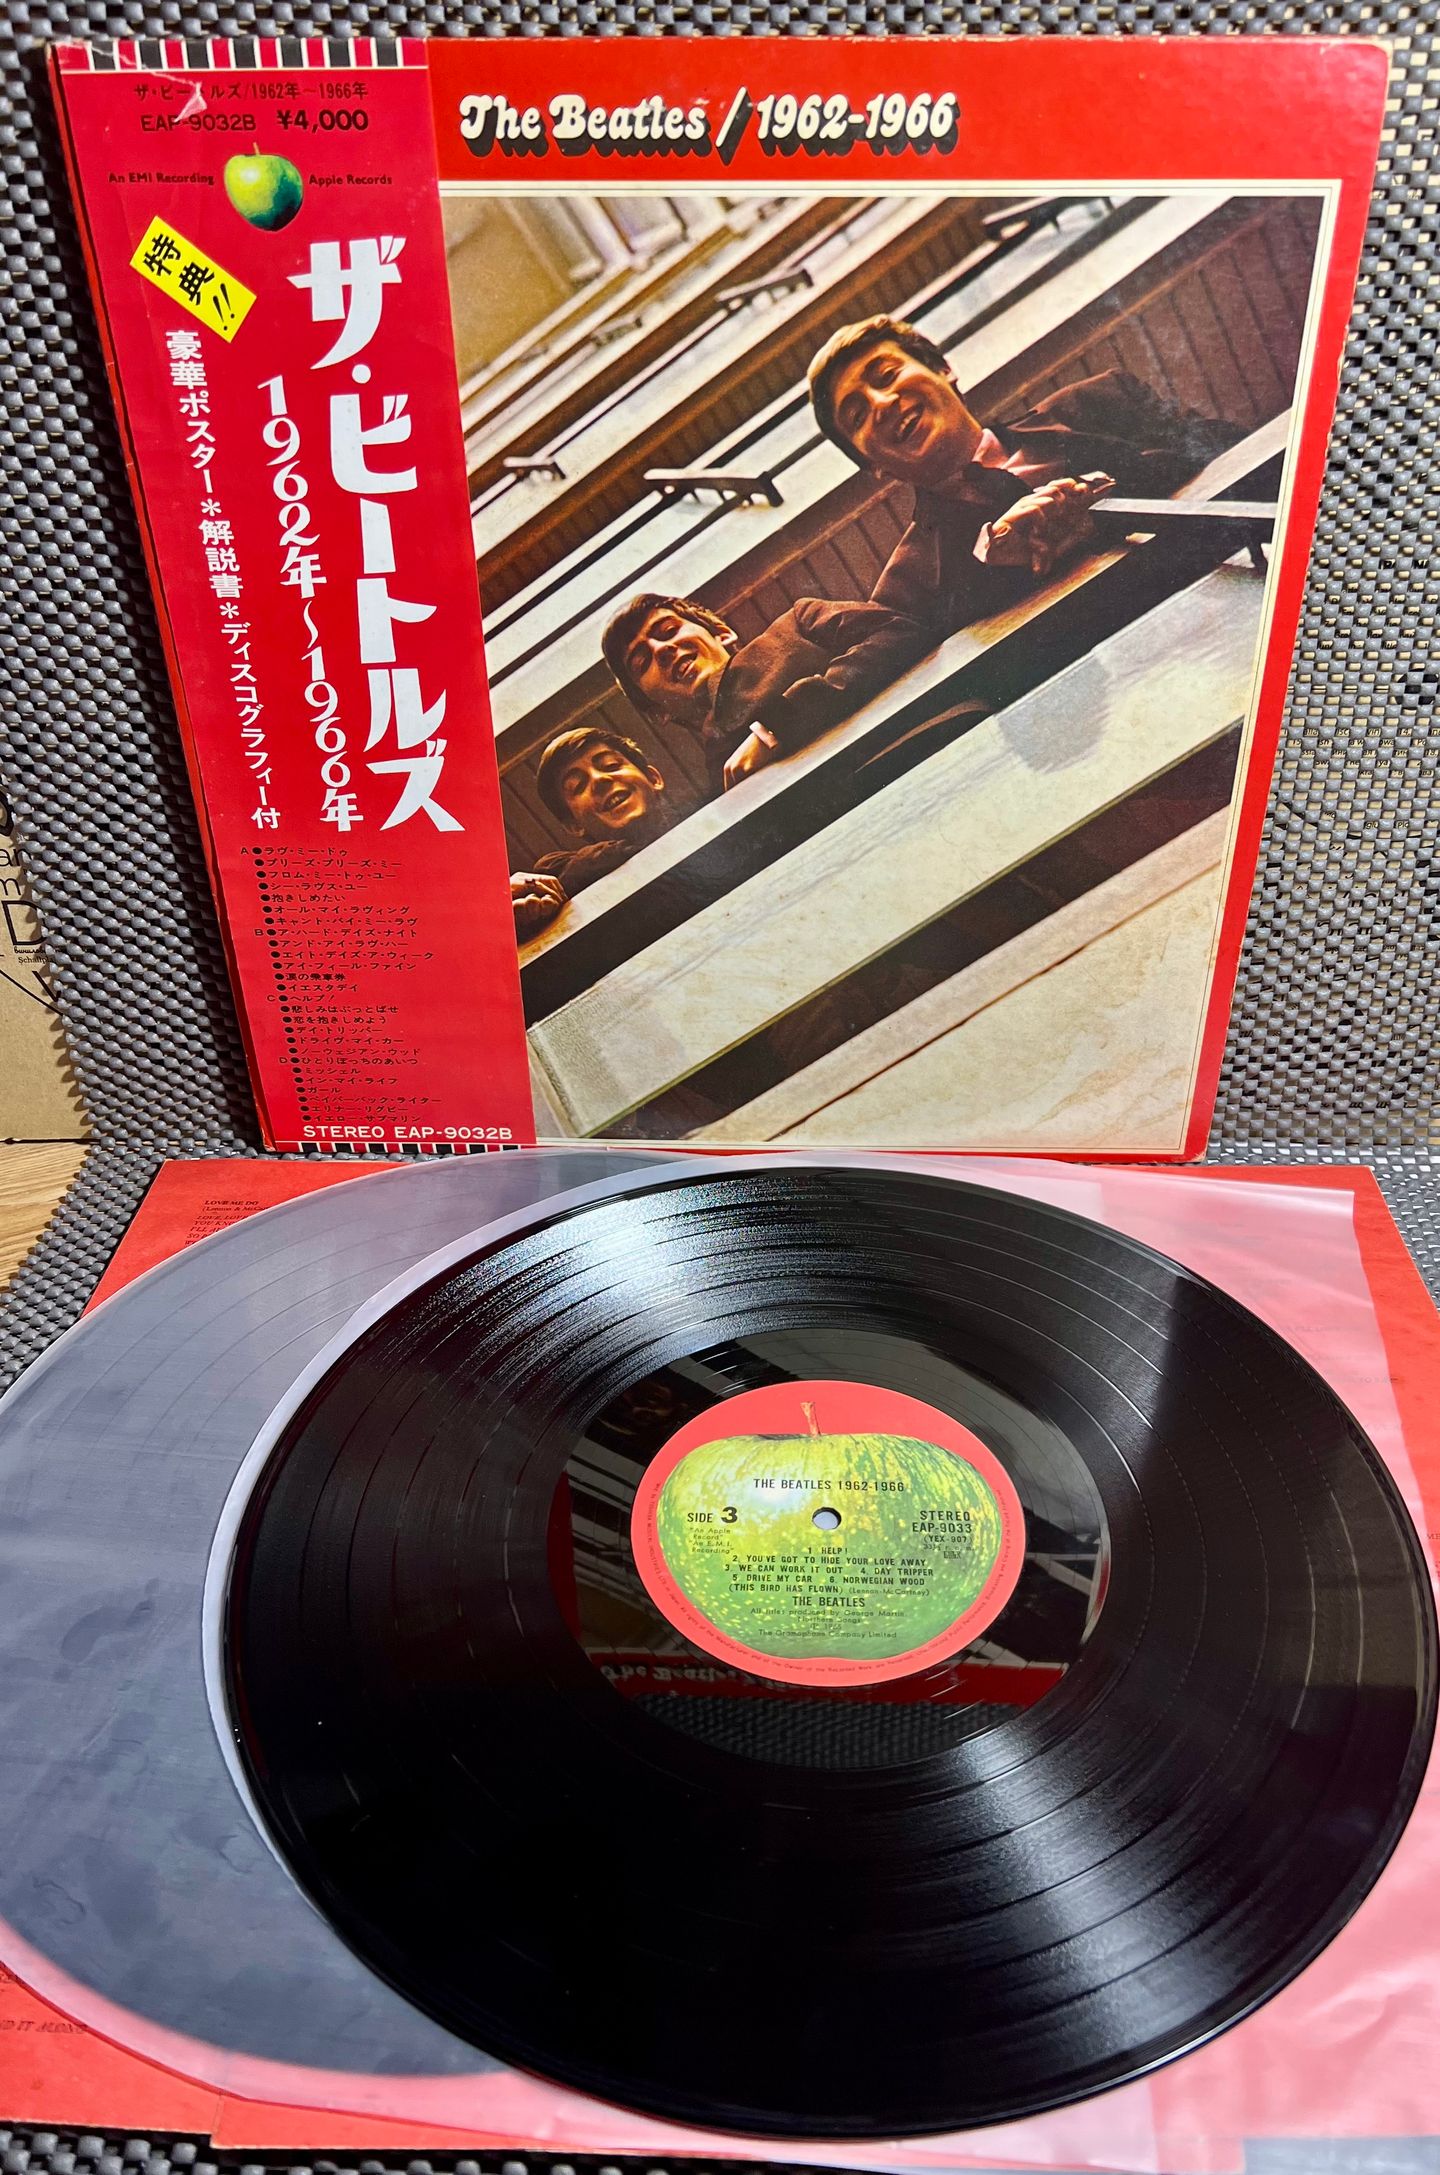 ザ・ビートルズ/1962年〜1966年
EAP-9032B ¥4,000
An EMI Recording Apple Records
特典!!
ザ・ビートルズ
1962年〜1966年
豪華ポスター*解説書*ディスコグラフィー付
A●ラヴ・ミー・ドゥ
●プリーズ・プリーズ・ミー
●フロム・ミー・トゥ・ユー
●シー・ラヴズ・ユー
●抱きしめたい
●オール・マイ・ラヴィング
●キャント・バイ・ミー・ラヴ
B●ア・ハード・デイズ・ナイト
●アンド・アイ・ラヴ・ハー
●エイト・デイズ・ア・ウィーク
●アイ・フィール・ファイン
●涙の乗車券
●イエスタデイ
C●ヘルプ!
●悲しみはぶっとばせ
●恋を抱きしめよう
●デイ・トリッパー
●ドライヴ・マイ・カー
●ノーウェジアン・ウッド
D●ひとりぼっちのあいつ
●ミッシェル
●イン・マイ・ライフ
●ガール
●ペイパーバック・ライター
●エリナー・リグビー
●イエロー・サブマリン
STEREO EAP-9032B
The Beatles / 1962-1966
LOVE ME DO
THE BEATLES 1962-1966
SIDE 3
STEREO
EAP-9033
(YEX-907)
33⅓ r.p.m.
"An Apple
Record"
"An E.M.I.
Recording"
1 HELP!
2. YOU'VE GOT TO HIDE YOUR LOVE AWAY
3. WE CAN WORK IT OUT 4. DAY TRIPPER
5. DRIVE MY CAR 6. NORWEGIAN WOOD
(THIS BIRD HAS FLOWN) (Lennon-McCartney)
THE BEATLES
All titles produced by George Martin.
Northern Songs
The Gramophone Company Limited